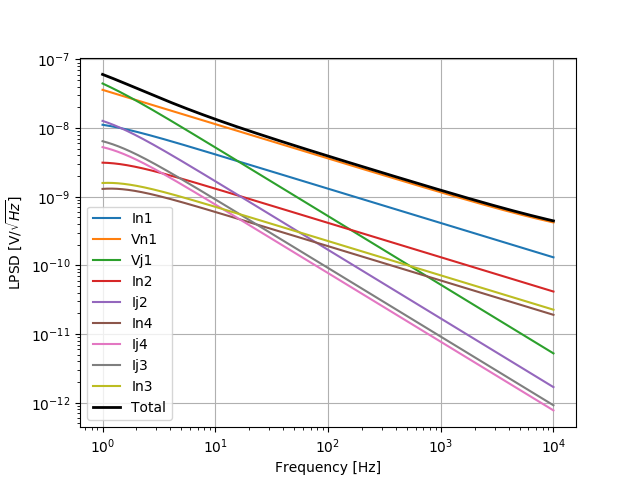 10⁻⁷
10⁻⁸
10⁻⁹
10⁻¹⁰
10⁻¹¹
10⁻¹²
LPSD [V/√Hz]
In1
Vn1
Vj1
In2
Ij2
In4
Ij4
Ij3
In3
Total
10⁰ 10¹ 10² 10³ 10⁴
Frequency [Hz]